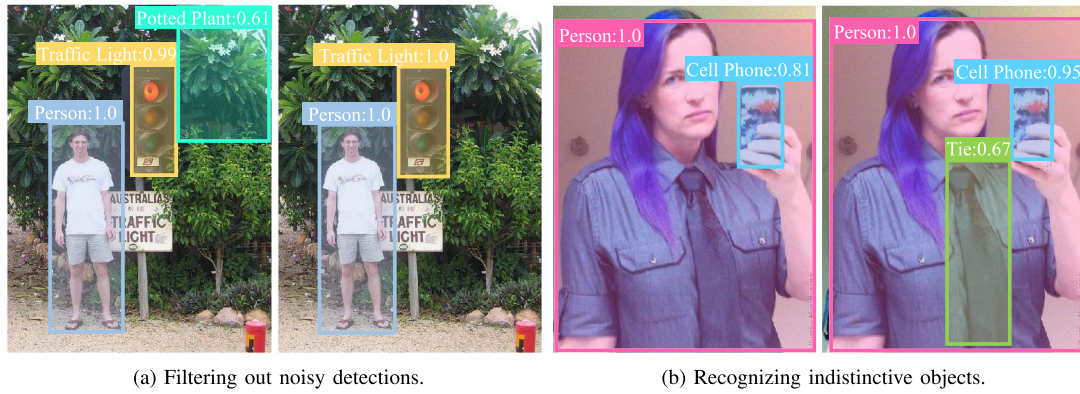 Potted Plant:0.61
Traffic Light:0.99
Person:1.0
AUSTRALIA'S
TRAFFIC
LIGHT
Traffic Light:1.0
Person:1.0
AUSTRALIA'S
TRAFFIC
LIGHT
Person:1.0
Cell Phone:0.81
Person:1.0
Cell Phone:0.95
Tie:0.67
(a) Filtering out noisy detections.
(b) Recognizing indistinctive objects.